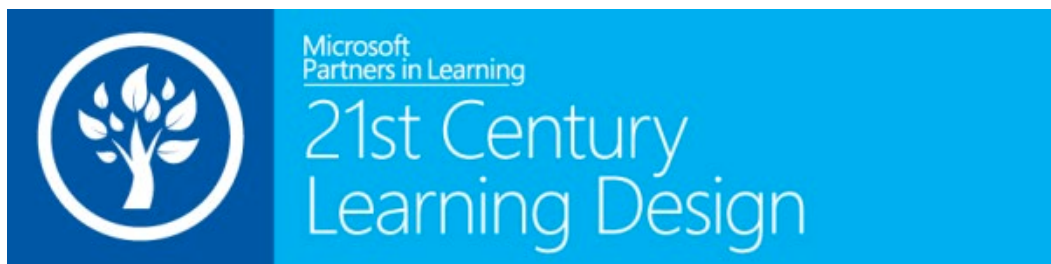 Microsoft
Partners in Learning
21st Century
Learning Design